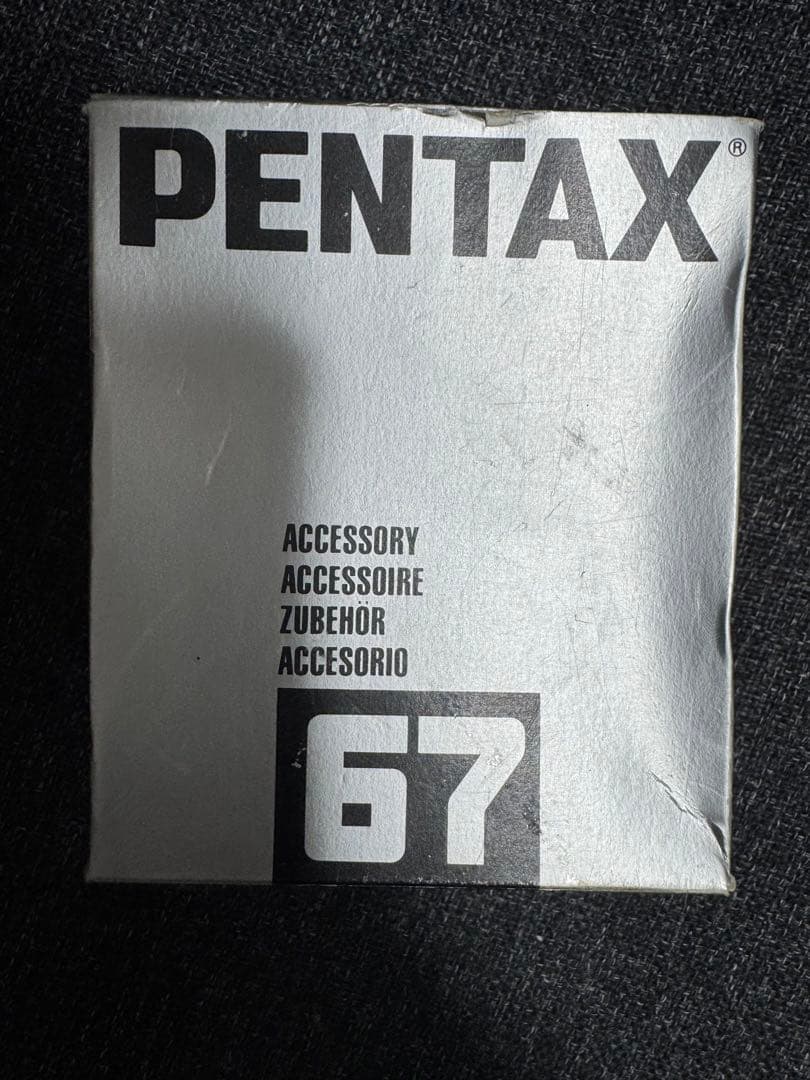 PENTAX®
ACCESSORY
ACCESSOIRE
ZUBEHÖR
ACCESORIO
67